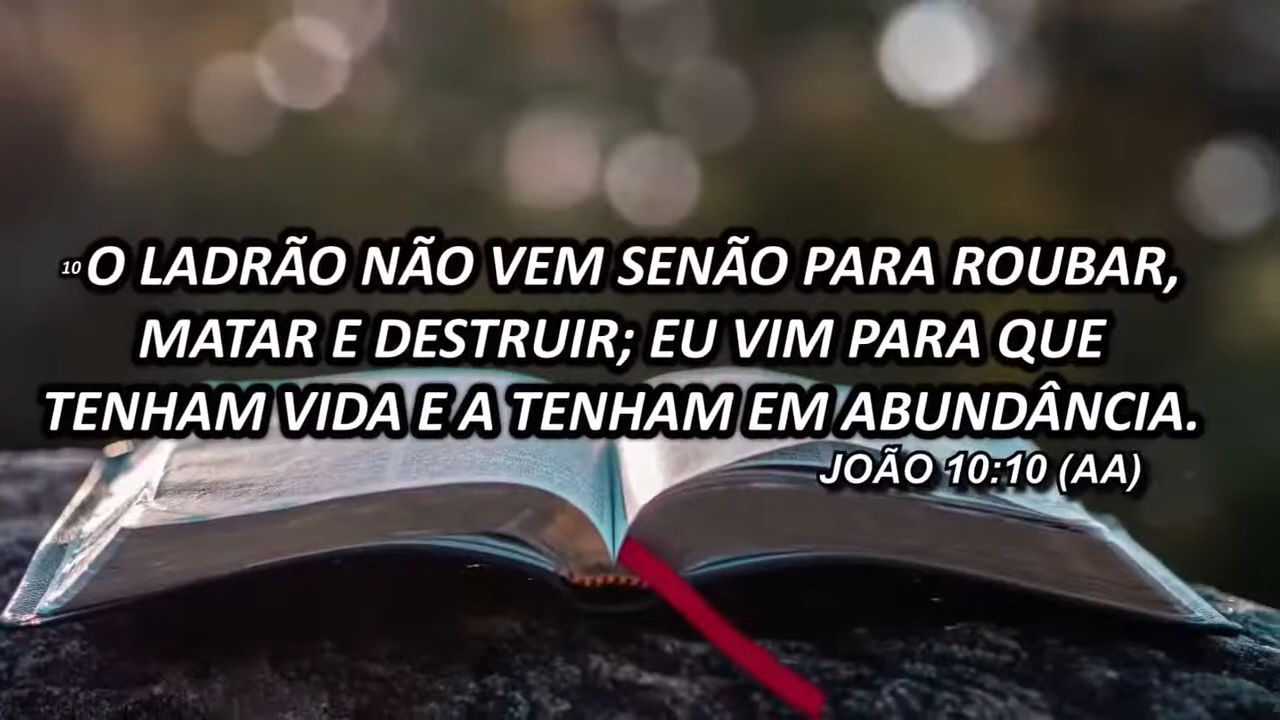 10 O LADRÃO NÃO VEM SENÃO PARA ROUBAR,
MATAR E DESTRUIR; EU VIM PARA QUE
TENHAM VIDA E A TENHAM EM ABUNDÂNCIA.
JOÃO 10:10 (AA)